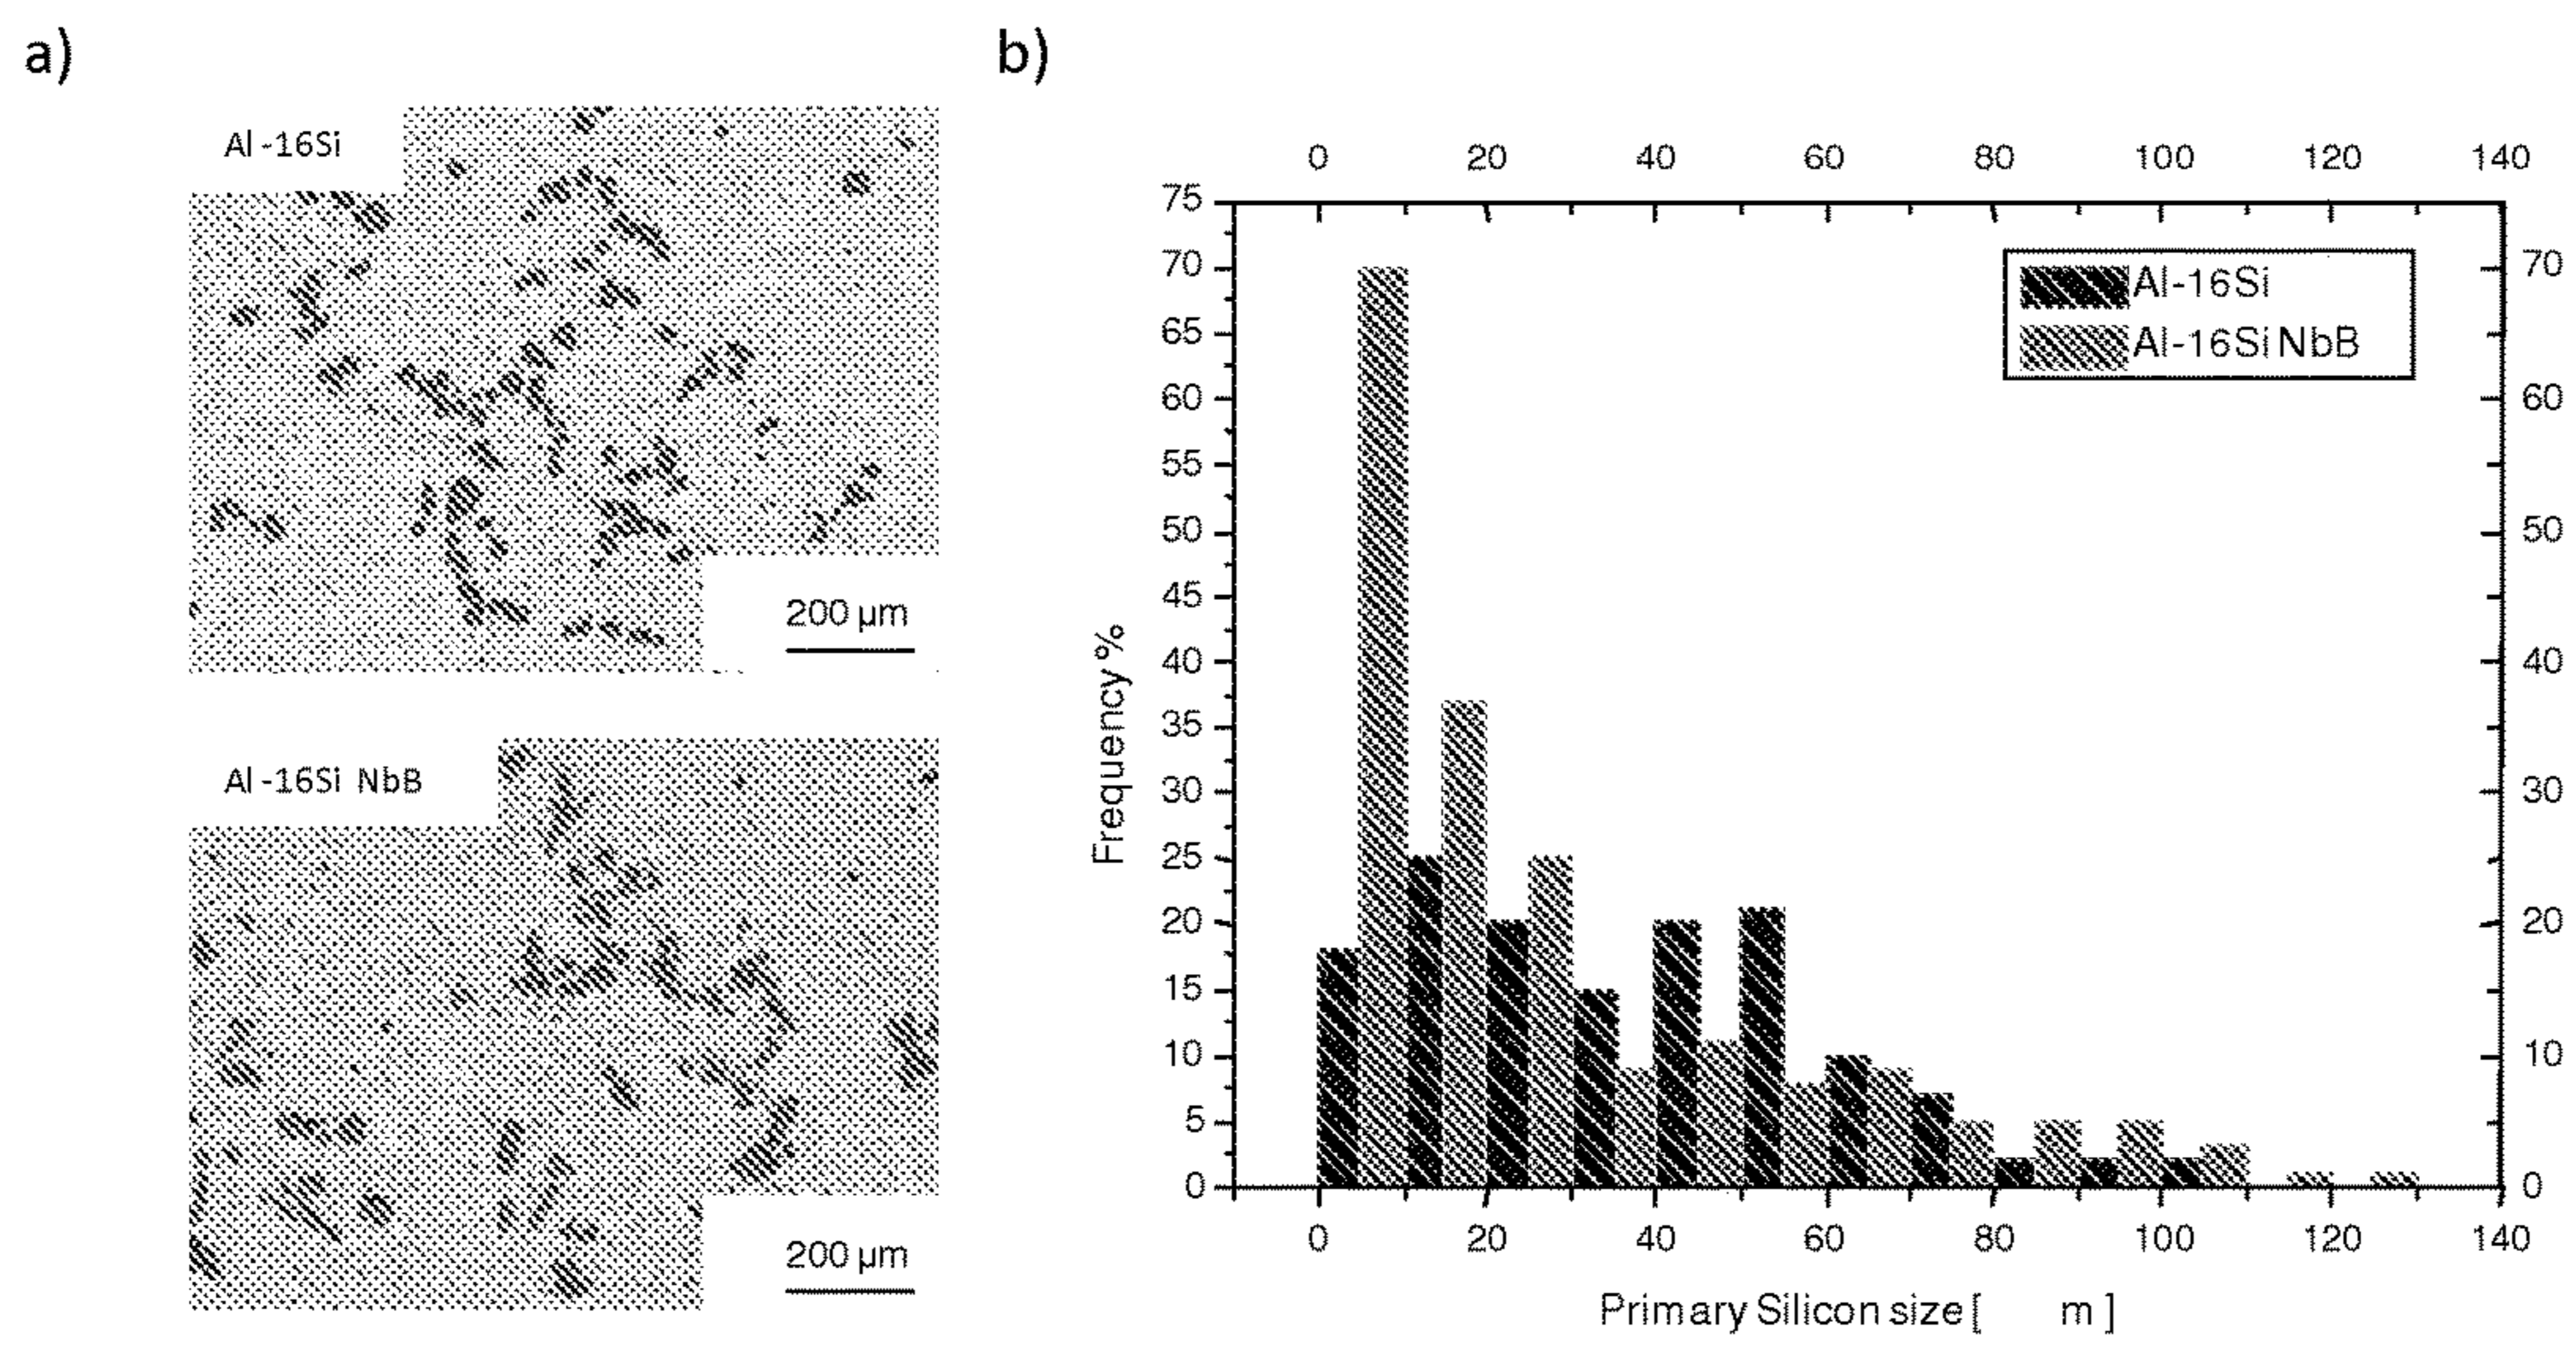 a)
Al -16Si
200 µm
Al -16Si NbB
200 µm
b)
0 20 40 60 80 100 120 140
75
70 70
65
60 60
55
50 50
45
40 40
35
30 30
25
20 20
15
10 10
5
0 0
Frequency %
Al-16Si
Al-16Si NbB
0 20 40 60 80 100 120 140
Primary Silicon size [ m ]